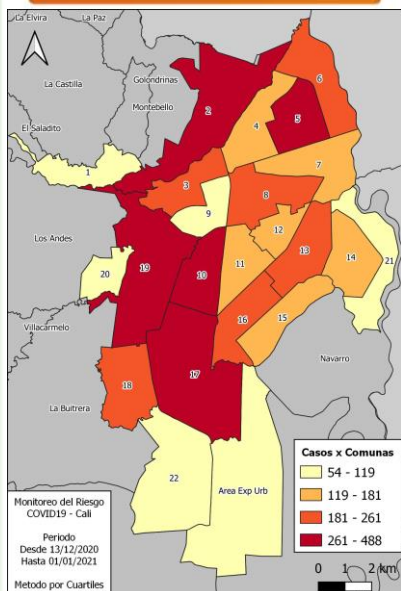 La Elvira
La Paz
La Castilla
Golondrinas
Montebello
El Saladito
6
2
4
5
1
7
3
8
9
12
Los Andes
19
10
11
13
14
21
20
16
15
Villacarmelo
Navarro
18
17
La Buitrera
22
Area Exp Urb
Casos x Comunas
54 - 119
119 - 181
181 - 261
261 - 488
0 1 2 km
Monitoreo del Riesgo
COVID19 - Cali
Periodo
Desde 13/12/2020
Hasta 01/01/2021
Metodo por Cuartiles